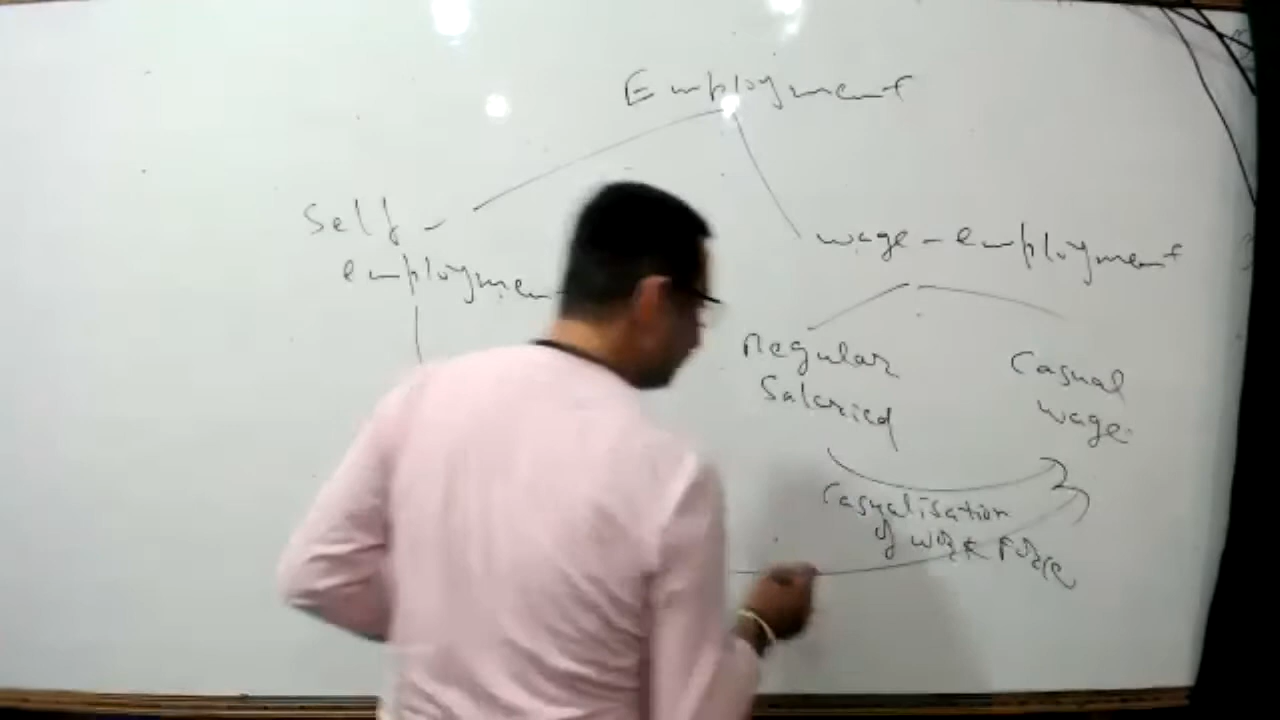 Employment
Self -
employmen
wage-employment
Regular
Salaried
Casual
wage
Casualisation
of work Force